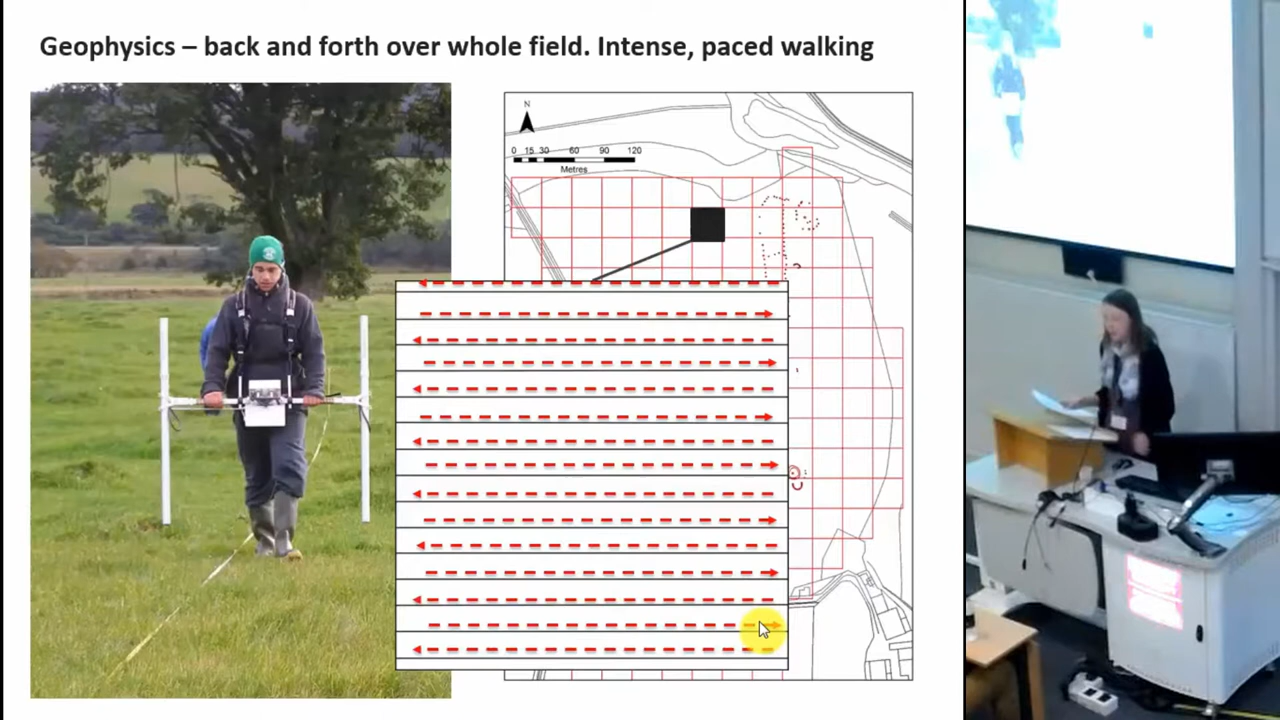 Geophysics – back and forth over whole field. Intense, paced walking
N
0 15 30 60 90 120
Metres